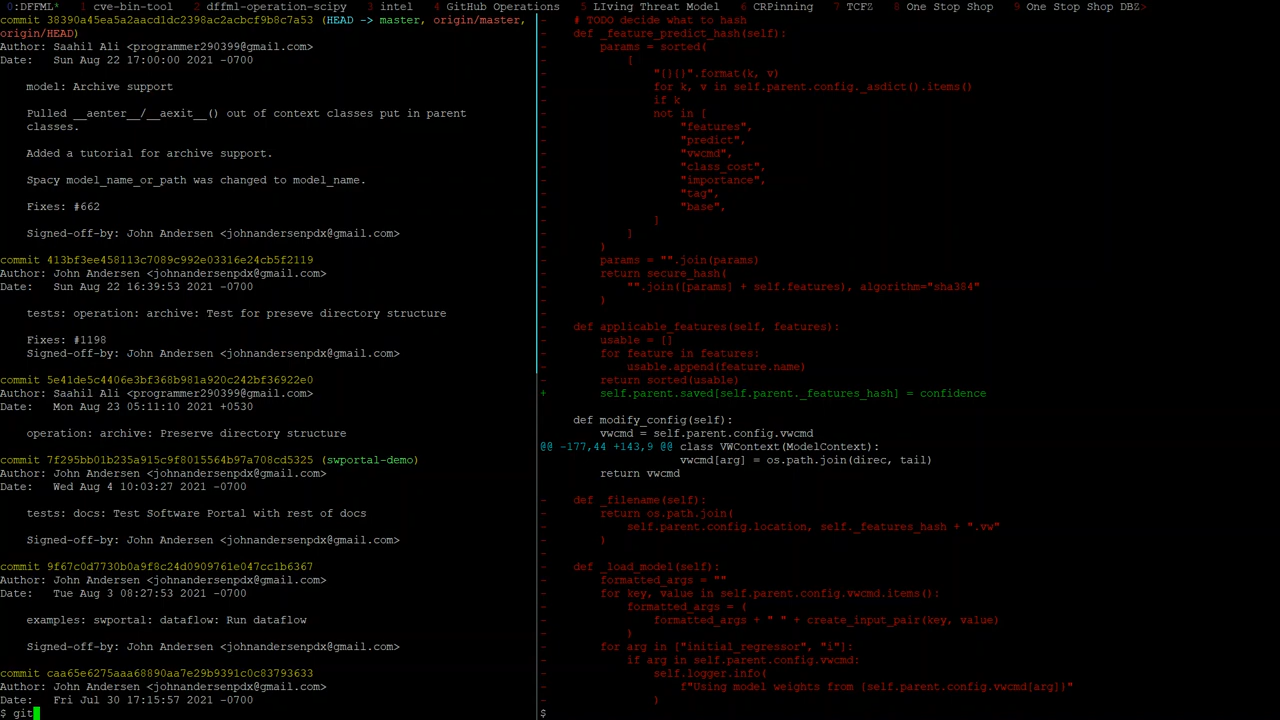 0:DFFML* 1 cve-bin-tool 2 dffml-operation-scipy 3 intel 4 GitHub Operations 5 LIving Threat Model 6 CRPinning 7 TCFZ 8 One Stop Shop 9 One Stop Shop DBZ>
commit 38390a45ea5a2aacd1dc2398ac2acbcf9b8c7a53 (HEAD -> master, origin/master,
origin/HEAD)
Author: Saahil Ali <programmer290399@gmail.com>
Date:   Sun Aug 22 17:00:00 2021 -0700
model: Archive support
Pulled __aenter__/__aexit__() out of context classes put in parent
classes.
Added a tutorial for archive support.
Spacy model_name_or_path was changed to model_name.
Fixes: #662
Signed-off-by: John Andersen <johnandersenpdx@gmail.com>
commit 413bf3ee458113c7089c992e03316e24cb5f2119
Author: John Andersen <johnandersenpdx@gmail.com>
Date:   Sun Aug 22 16:39:53 2021 -0700
tests: operation: archive: Test for preseve directory structure
Fixes: #1198
Signed-off-by: John Andersen <johnandersenpdx@gmail.com>
commit 5e41de5c4406e3bf368b981a920c242bf36922e0
Author: Saahil Ali <programmer290399@gmail.com>
Date:   Mon Aug 23 05:11:10 2021 +0530
operation: archive: Preserve directory structure
commit 7f295bb01b235a915c9f8015564b97a708cd5325 (swportal-demo)
Author: John Andersen <johnandersenpdx@gmail.com>
Date:   Wed Aug 4 10:03:27 2021 -0700
tests: docs: Test Software Portal with rest of docs
Signed-off-by: John Andersen <johnandersenpdx@gmail.com>
commit 9f67c0d7730b0a9f8c24d0909761e047cc1b6367
Author: John Andersen <johnandersenpdx@gmail.com>
Date:   Tue Aug 3 08:27:53 2021 -0700
examples: swportal: dataflow: Run dataflow
Signed-off-by: John Andersen <johnandersenpdx@gmail.com>
commit caa65e6275aaa68890aa7e29b9391c0c83793633
Author: John Andersen <johnandersenpdx@gmail.com>
Date:   Fri Jul 30 17:15:57 2021 -0700
$ git
-    # TODO decide what to hash
-    def _feature_predict_hash(self):
-        params = sorted(
-            [
-                "{}{}".format(k, v)
-                for k, v in self.parent.config._asdict().items()
-                if k
-                not in [
-                    "features",
-                    "predict",
-                    "vwcmd",
-                    "class_cost",
-                    "importance",
-                    "tag",
-                    "base",
-                ]
-            ]
-        )
-        params = "".join(params)
-        return secure_hash(
-            "".join([params] + self.features), algorithm="sha384"
-        )
-
-    def applicable_features(self, features):
-        usable = []
-        for feature in features:
-            usable.append(feature.name)
-        return sorted(usable)
+        self.parent.saved[self.parent._features_hash] = confidence
def modify_config(self):
vwcmd = self.parent.config.vwcmd
@@ -177,44 +143,9 @@ class VWContext(ModelContext):
vwcmd[arg] = os.path.join(direc, tail)
return vwcmd
-    def _filename(self):
-        return os.path.join(
-            self.parent.config.location, self._features_hash + ".vw"
-        )
-
-    def _load_model(self):
-        formatted_args = ""
-        for key, value in self.parent.config.vwcmd.items():
-            formatted_args = (
-                formatted_args + " " + create_input_pair(key, value)
-            )
-        for arg in ["initial_regressor", "i"]:
-            if arg in self.parent.config.vwcmd:
-                self.logger.info(
-                    f"Using model weights from {self.parent.config.vwcmd[arg]}"
-                )
$